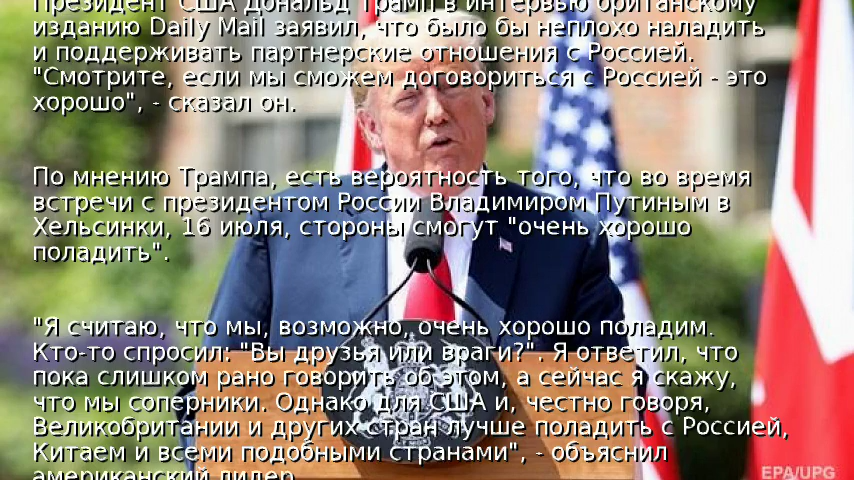 Президент США Дональд Трамп в интервью британскому
изданию Daily Mail заявил, что было бы неплохо наладить
и поддерживать партнерские отношения с Россией.
"Смотрите, если мы сможем договориться с Россией - это
хорошо", - сказал он.
По мнению Трампа, есть вероятность того, что во время
встречи с президентом России Владимиром Путиным в
Хельсинки, 16 июля, стороны смогут "очень хорошо
поладить".
"Я считаю, что мы, возможно, очень хорошо поладим.
Кто-то спросил: "Вы друзья или враги?". Я ответил, что
пока слишком рано говорить об этом, а сейчас я скажу,
что мы соперники. Однако для США и, честно говоря,
Великобритании и других стран лучше поладить с Россией,
Китаем и всеми подобными странами", - объяснил
американский лидер.
EPA/UPG